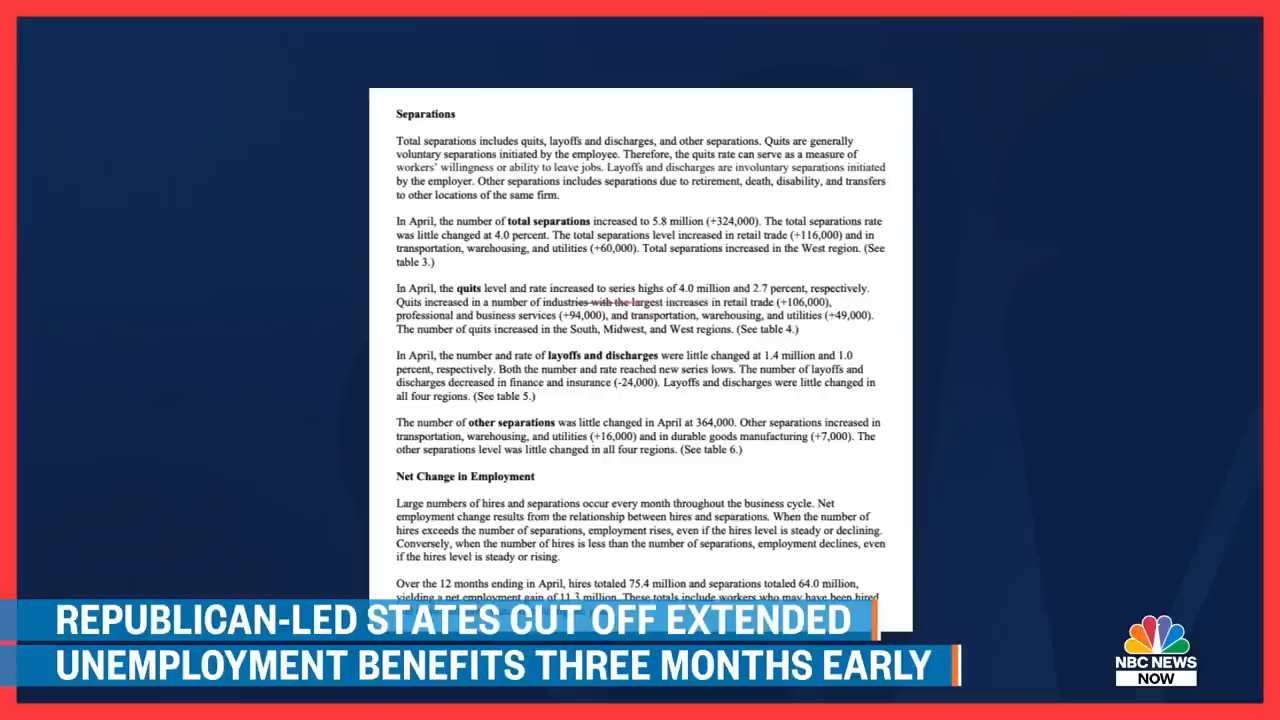 Separations
Total separations includes quits, layoffs and discharges, and other separations. Quits are generally
voluntary separations initiated by the employee. Therefore, the quits rate can serve as a measure of
workers' willingness or ability to leave jobs. Layoffs and discharges are involuntary separations initiated
by the employer. Other separations includes separations due to retirement, death, disability, and transfers
to other locations of the same firm.
In April, the number of total separations increased to 5.8 million (+324,000). The total separations rate
was little changed at 4.0 percent. The total separations level increased in retail trade (+116,000) and in
transportation, warehousing, and utilities (+60,000). Total separations increased in the West region. (See
table 3.)
In April, the quits level and rate increased to series highs of 4.0 million and 2.7 percent, respectively.
Quits increased in a number of industries with the largest increases in retail trade (+106,000),
professional and business services (+94,000), and transportation, warehousing, and utilities (+49,000).
The number of quits increased in the South, Midwest, and West regions. (See table 4.)
In April, the number and rate of layoffs and discharges were little changed at 1.4 million and 1.0
percent, respectively. Both the number and rate reached new series lows. The number of layoffs and
discharges decreased in finance and insurance (-24,000). Layoffs and discharges were little changed in
all four regions. (See table 5.)
The number of other separations was little changed in April at 364,000. Other separations increased in
transportation, warehousing, and utilities (+16,000) and in durable goods manufacturing (+7,000). The
other separations level was little changed in all four regions. (See table 6.)
Net Change in Employment
Large numbers of hires and separations occur every month throughout the business cycle. Net
employment change results from the relationship between hires and separations. When the number of
hires exceeds the number of separations, employment rises, even if the hires level is steady or declining.
Conversely, when the number of hires is less than the number of separations, employment declines, even
if the hires level is steady or rising.
Over the 12 months ending in April, hires totaled 75.4 million and separations totaled 64.0 million,
yielding a net employment gain of 11.3 million. These totals include workers who may have been hired
REPUBLICAN-LED STATES CUT OFF EXTENDED
UNEMPLOYMENT BENEFITS THREE MONTHS EARLY
NBC NEWS
NOW